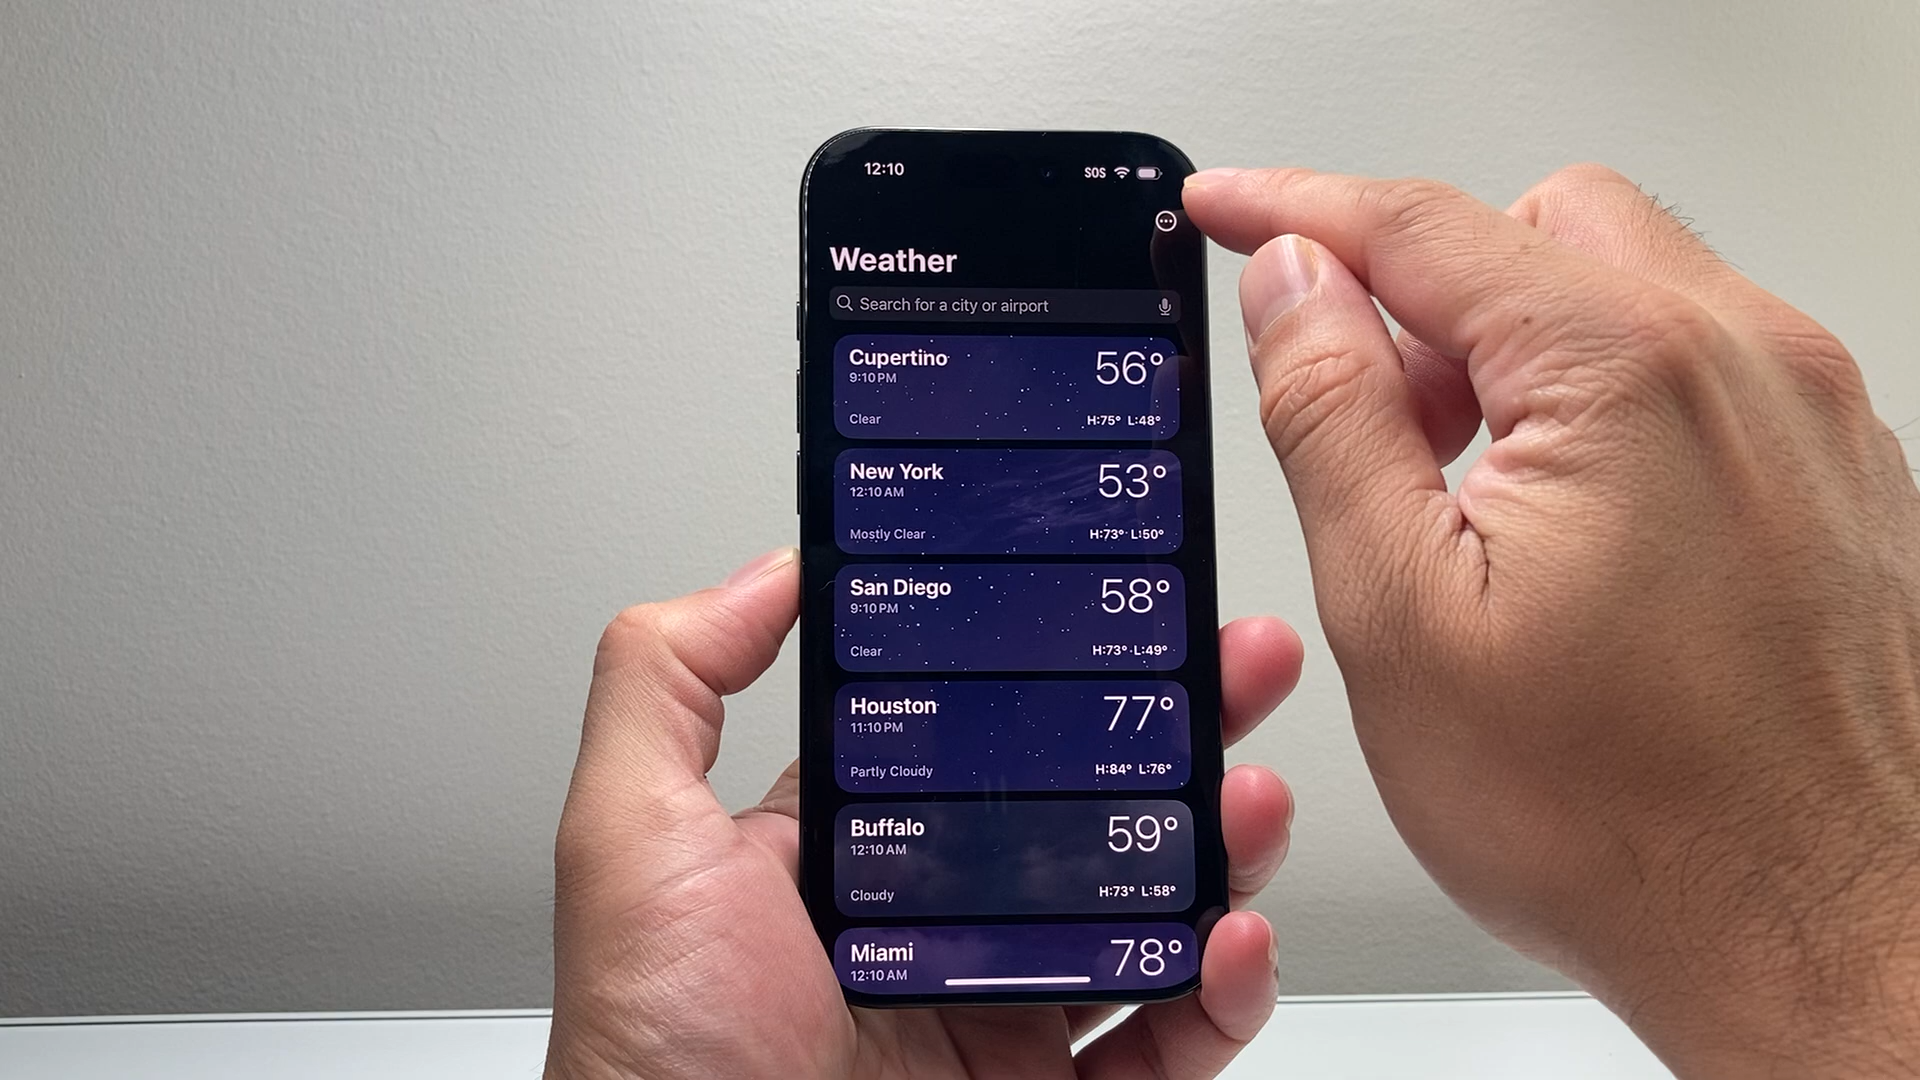 12:10 SOS
Weather
Search for a city or airport
Cupertino 56°
9:10 PM
Clear H:75° L:48°
New York 53°
12:10 AM
Mostly Clear H:73° L:50°
San Diego 58°
9:10 PM
Clear H:73° L:49°
Houston 77°
11:10 PM
Partly Cloudy H:84° L:76°
Buffalo 59°
12:10 AM
Cloudy H:73° L:58°
Miami 78°
12:10 AM